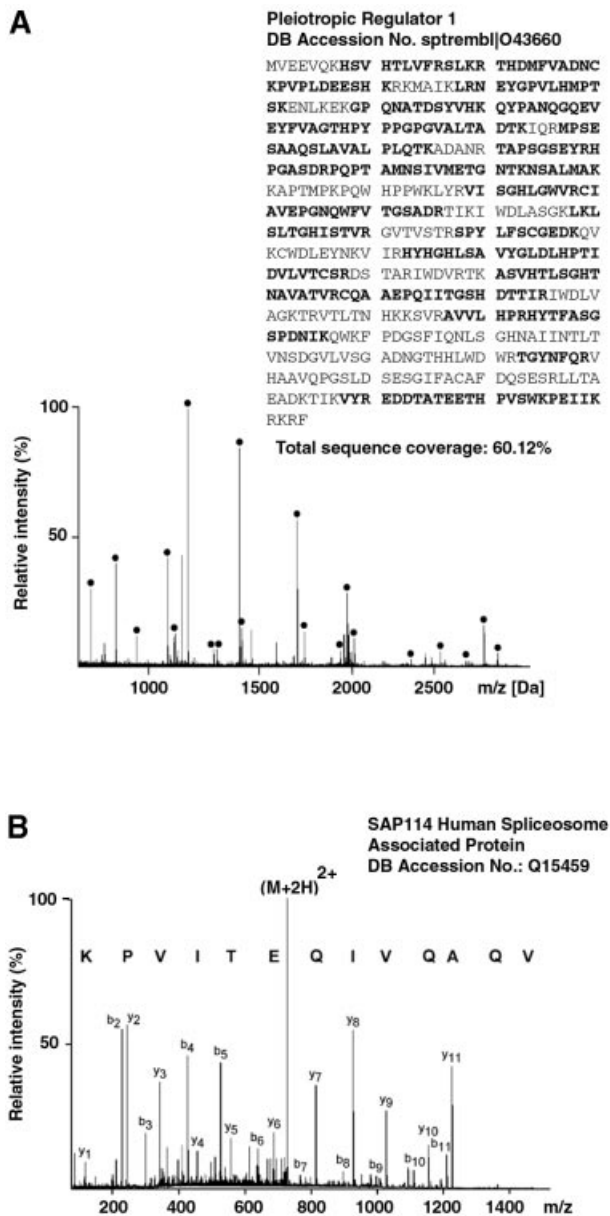 A
Pleiotropic Regulator 1
DB Accession No. sptrembl|O43660
MVEEVQKHSV HTLVFRSLKR THDMFVADNC
KPVPLDEESH KRKMAIKLRN EYGPVLHMPT
SKENLKEKGP QNATDSYVHK QYPANQGQEV
EYFVAGTHPY PPGPGVALTA DTKIQRMPSE
SAAQSLAVAL PLQTKADANR TAPSGSEYRH
PGASDRPQPT AMNSIVMETG NTKNSALMAK
KAPTMPKPQW HPPWKLYRVI SGHLGWVRCI
AVEPGNQWFV TGSADRTIKI WDLASGKLKL
SLTGHISTVR GVTVSTRSPY LFSCGEDKQV
KCWDLEYNKV IRHYHGHLSA VYGLDLHPTI
DVLVTCSRDS TARIWDVRTK ASVHTLSGHT
NAVATVRCQA AEPQIITGSH DTTIRIWDLV
AGKTRVTLTN HKKSVRAVVL HPRHYTFASG
SPDNIKQWKF PDGSFIQNLS GHNAIINTLT
VNSDGVLVSG ADNGTHHLWD WRTGYNFQRV
HAAVQPGSLD SESGIFACAF DQSESRLLTA
EADKTIKVYR EDDTATEETH PVSWKPEIIK
RKRF
Total sequence coverage: 60.12%
100
50
Relative intensity (%)
1000 1500 2000 2500 m/z [Da]
B
SAP114 Human Spliceosome
Associated Protein
DB Accession No.: Q15459
(M+2H)2+
100
K P V I T E Q I V Q A Q V
50
Relative intensity (%)
y1 b2 y2 b3 y3 b4 y4 b5 y5 b6 y6 b7 y7 b8 y8 b9 y9 b10 y10 b11 y11
200 400 600 800 1000 1200 1400
m/z